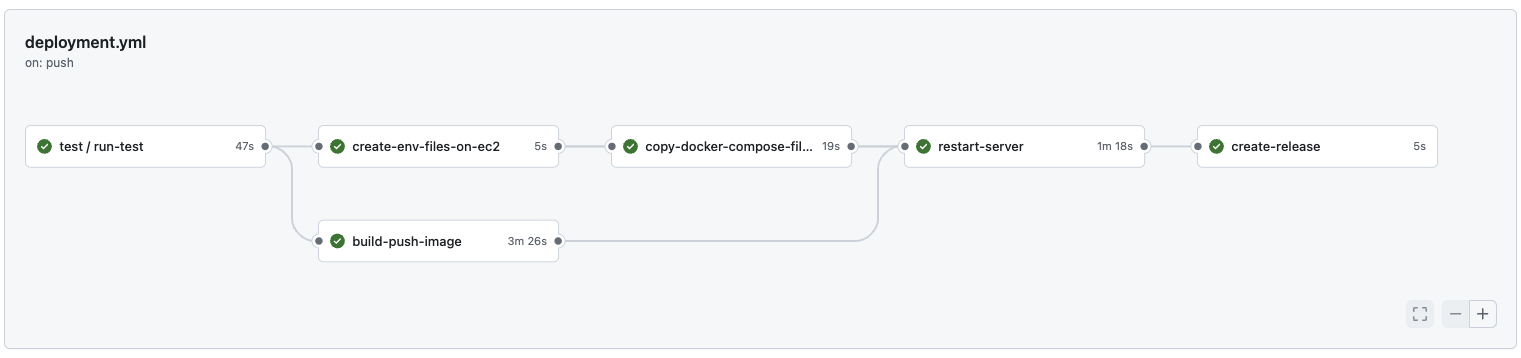 deployment.yml
on: push
test / run-test 47s
create-env-files-on-ec2 5s
copy-docker-compose-fil... 19s
restart-server 1m 18s
create-release 5s
build-push-image 3m 26s